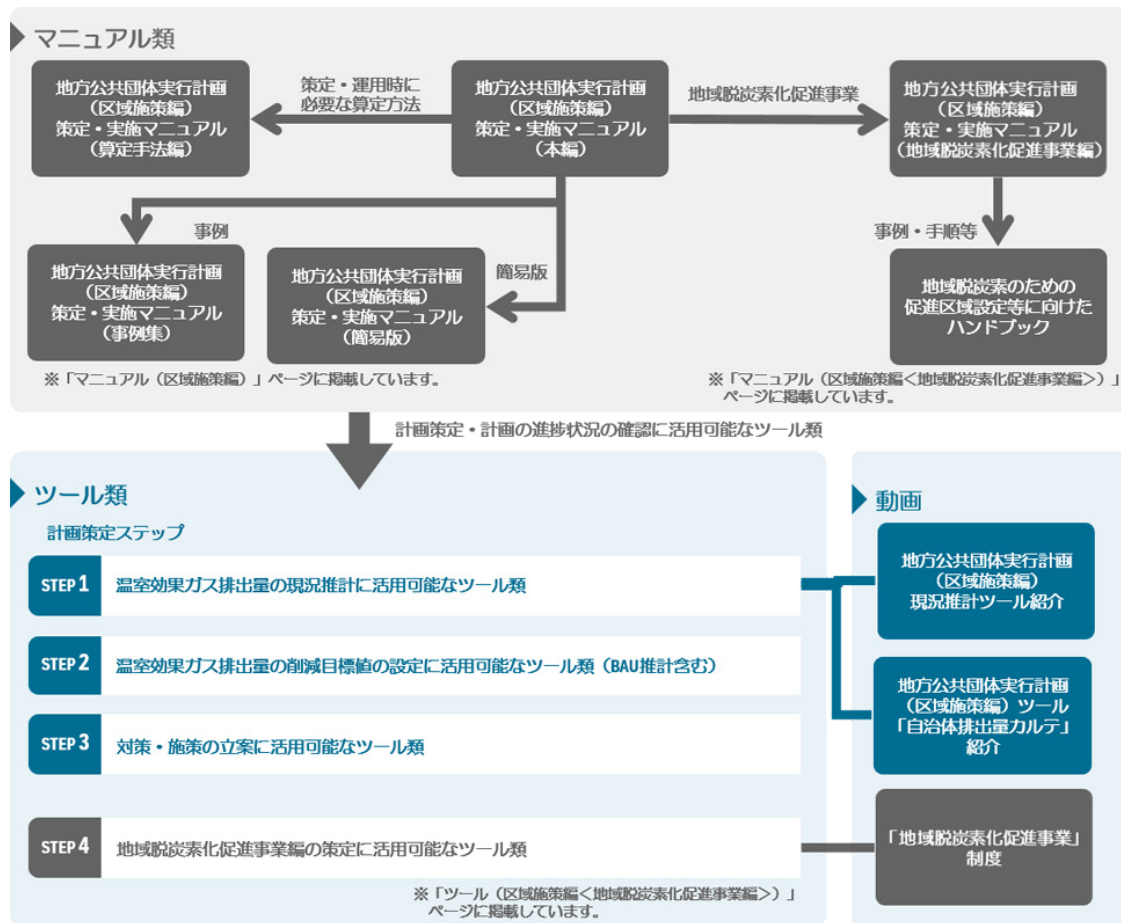 マニュアル類
地方公共団体実行計画
(区域施策編)
策定・実施マニュアル
(算定手法編)
策定・運用時に
必要な算定方法
地方公共団体実行計画
(区域施策編)
策定・実施マニュアル
(本編)
地域脱炭素化促進事業
地方公共団体実行計画
(区域施策編)
策定・実施マニュアル
(地域脱炭素化促進事業編)
事例
地方公共団体実行計画
(区域施策編)
策定・実施マニュアル
(事例集)
地方公共団体実行計画
(区域施策編)
策定・実施マニュアル
(簡易版)
簡易版
事例・手順等
地域脱炭素のための
促進区域設定等に向けた
ハンドブック
※「マニュアル（区域施策編）」ページに掲載しています。
※「マニュアル（区域施策編＜地域脱炭素化促進事業編＞）」
ページに掲載しています。
計画策定・計画の進捗状況の確認に活用可能なツール類
ツール類
計画策定ステップ
STEP 1 温室効果ガス排出量の現況推計に活用可能なツール類
STEP 2 温室効果ガス排出量の削減目標値の設定に活用可能なツール類（BAU推計含む）
STEP 3 対策・施策の立案に活用可能なツール類
STEP 4 地域脱炭素化促進事業編の策定に活用可能なツール類
※「ツール（区域施策編＜地域脱炭素化促進事業編＞）」
ページに掲載しています。
動画
地方公共団体実行計画
(区域施策編)
現況推計ツール紹介
地方公共団体実行計画
(区域施策編) ツール
「自治体排出量カルテ」
紹介
「地域脱炭素化促進事業」
制度